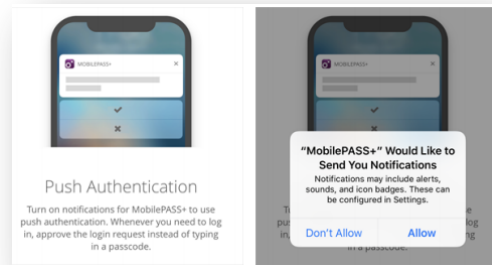 MOBILEPASS+
Push Authentication
Turn on notifications for MobilePASS+ to use
push authentication. Whenever you need to log
in, approve the login request instead of typing
in a passcode.
MOBILEPASS+
"MobilePASS+" Would Like to
Send You Notifications
Notifications may include alerts,
sounds, and icon badges. These can
be configured in Settings.
Don't Allow
Allow
in a passcode.